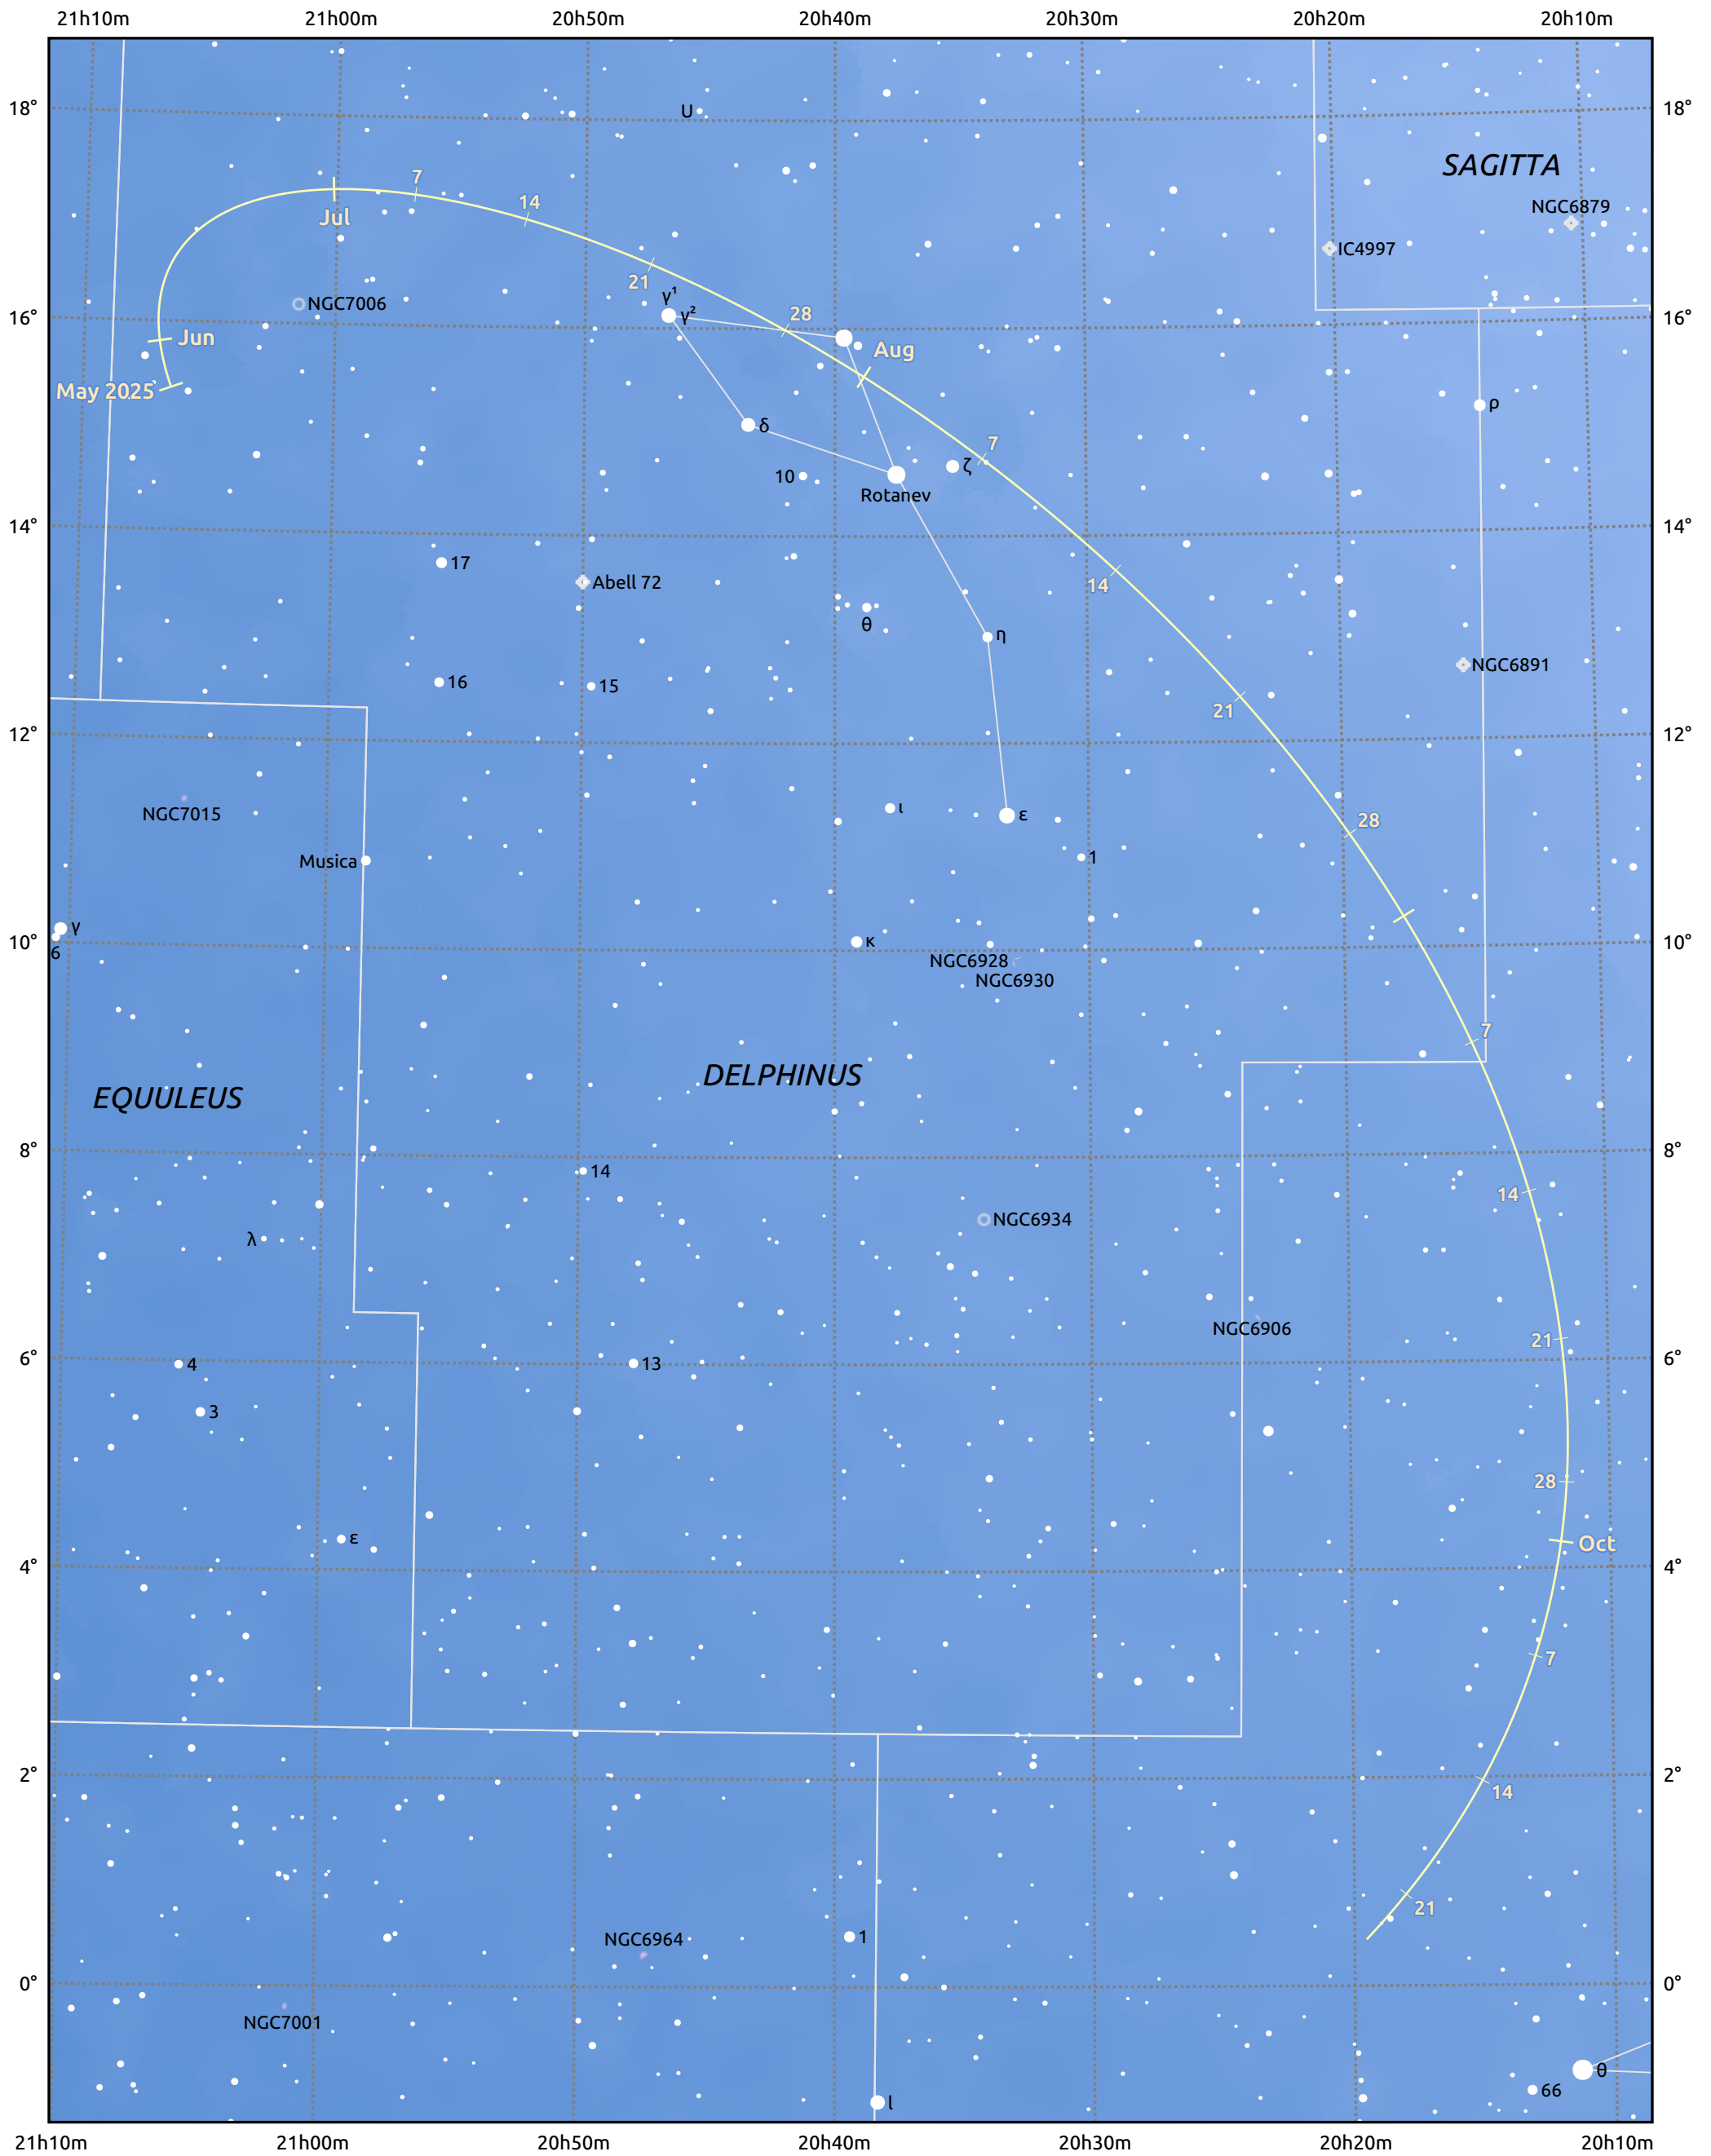 21h10m 21h00m 20h50m 20h40m 20h30m 20h20m 20h10m
18° 18°
U
SAGITTA
7
14
NGC6879
Jul
IC4997
21
γ¹
NGC7006
γ²
28
16° 16°
Jun
Aug
May 2025
ρ
δ
7
ζ
10
Rotanev
14° 14°
17
Abell 72
14
θ
η
NGC6891
16
15
21
12° 12°
NGC7015
ι
ε
28
Musica
1
γ
κ
10° 10°
6
NGC6928
NGC6930
7
DELPHINUS
EQUULEUS
8° 8°
14
14
NGC6934
λ
NGC6906
21
6° 6°
4
13
3
28
ε
Oct
4° 4°
7
2° 2°
14
21
1
NGC6964
0° 0°
NGC7001
θ
66
l
21h10m 21h00m 20h50m 20h40m 20h30m 20h20m 20h10m